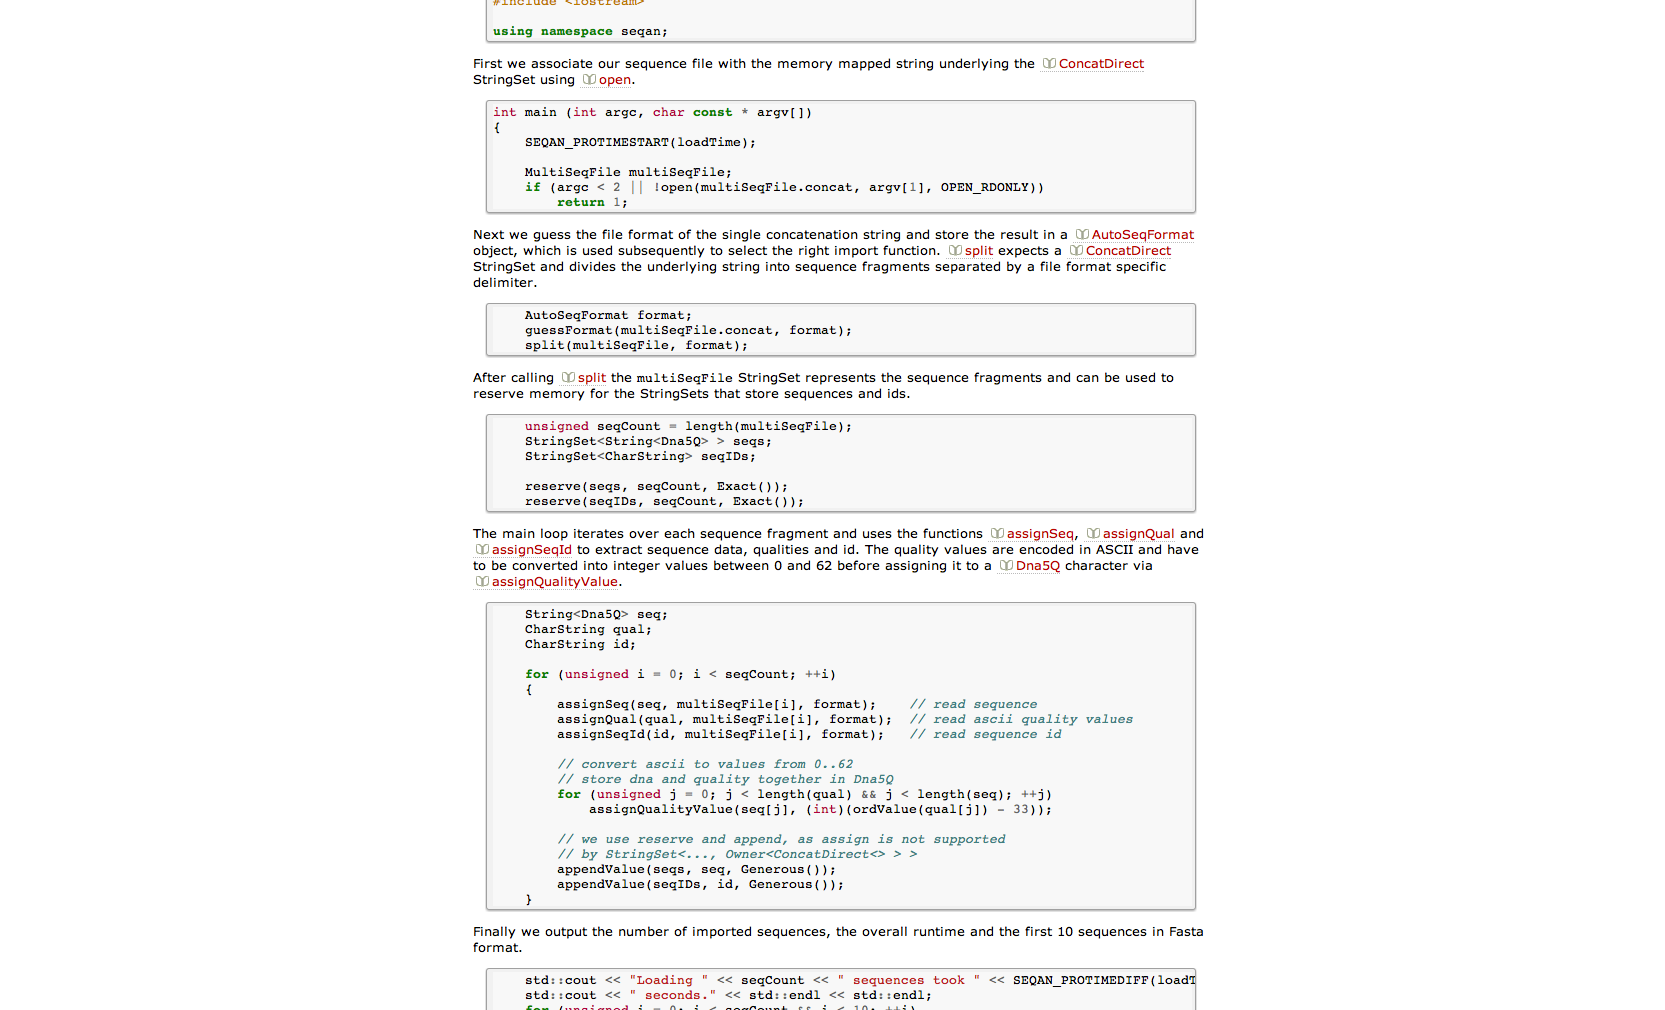 #include <iostream>
using namespace seqan;
First we associate our sequence file with the memory mapped string underlying the ConcatDirect
StringSet using open.
int main (int argc, char const * argv[])
{
SEQAN_PROTIMESTART(loadTime);
MultiSeqFile multiSeqFile;
if (argc < 2 || !open(multiSeqFile.concat, argv[1], OPEN_RDONLY))
return 1;
Next we guess the file format of the single concatenation string and store the result in a AutoSeqFormat
object, which is used subsequently to select the right import function. split expects a ConcatDirect
StringSet and divides the underlying string into sequence fragments separated by a file format specific
delimiter.
AutoSeqFormat format;
guessFormat(multiSeqFile.concat, format);
split(multiSeqFile, format);
After calling split the multiSeqFile StringSet represents the sequence fragments and can be used to
reserve memory for the StringSets that store sequences and ids.
unsigned seqCount = length(multiSeqFile);
StringSet<String<Dna5Q> > seqs;
StringSet<CharString> seqIDs;
reserve(seqs, seqCount, Exact());
reserve(seqIDs, seqCount, Exact());
The main loop iterates over each sequence fragment and uses the functions assignSeq, assignQual and
assignSeqId to extract sequence data, qualities and id. The quality values are encoded in ASCII and have
to be converted into integer values between 0 and 62 before assigning it to a Dna5Q character via
assignQualityValue.
String<Dna5Q> seq;
CharString qual;
CharString id;
for (unsigned i = 0; i < seqCount; ++i)
{
assignSeq(seq, multiSeqFile[i], format); // read sequence
assignQual(qual, multiSeqFile[i], format); // read ascii quality values
assignSeqId(id, multiSeqFile[i], format); // read sequence id
// convert ascii to values from 0..62
// store dna and quality together in Dna5Q
for (unsigned j = 0; j < length(qual) && j < length(seq); ++j)
assignQualityValue(seq[j], (int)(ordValue(qual[j]) - 33));
// we use reserve and append, as assign is not supported
// by StringSet<..., Owner<ConcatDirect<> > >
appendValue(seqs, seq, Generous());
appendValue(seqIDs, id, Generous());
}
Finally we output the number of imported sequences, the overall runtime and the first 10 sequences in Fasta
format.
std::cout << "Loading " << seqCount << " sequences took " << SEQAN_PROTIMEDIFF(loadT
std::cout << " seconds." << std::endl << std::endl;
for (unsigned i = 0; i < seqCount && i < 10; ++i)